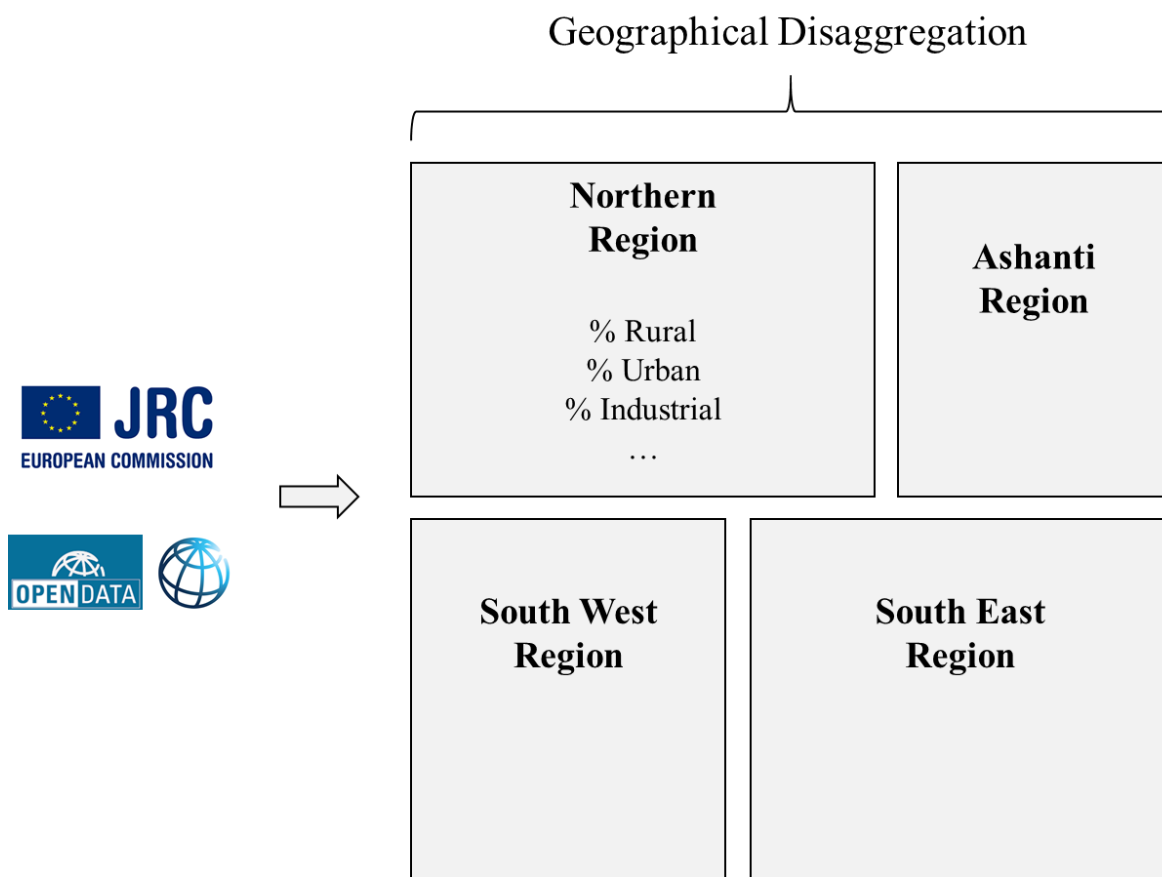 Geographical Disaggregation
Northern
Region
% Rural
% Urban
% Industrial
…
Ashanti
Region
JRC
EUROPEAN COMMISSION
OPEN DATA
South West
Region
South East
Region